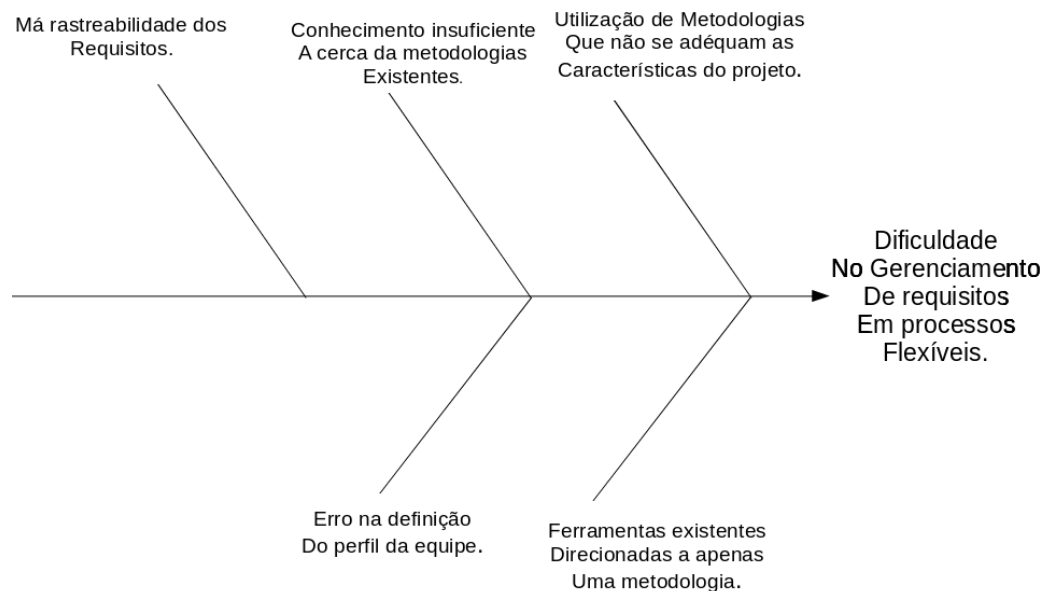 Má rastreabilidade dos
Requisitos.
Conhecimento insuficiente
A cerca da metodologias
Existentes.
Utilização de Metodologias
Que não se adéquam as
Características do projeto.
Dificuldade
No Gerenciamento
De requisitos
Em processos
Flexíveis.
Erro na definição
Do perfil da equipe.
Ferramentas existentes
Direcionadas a apenas
Uma metodologia.